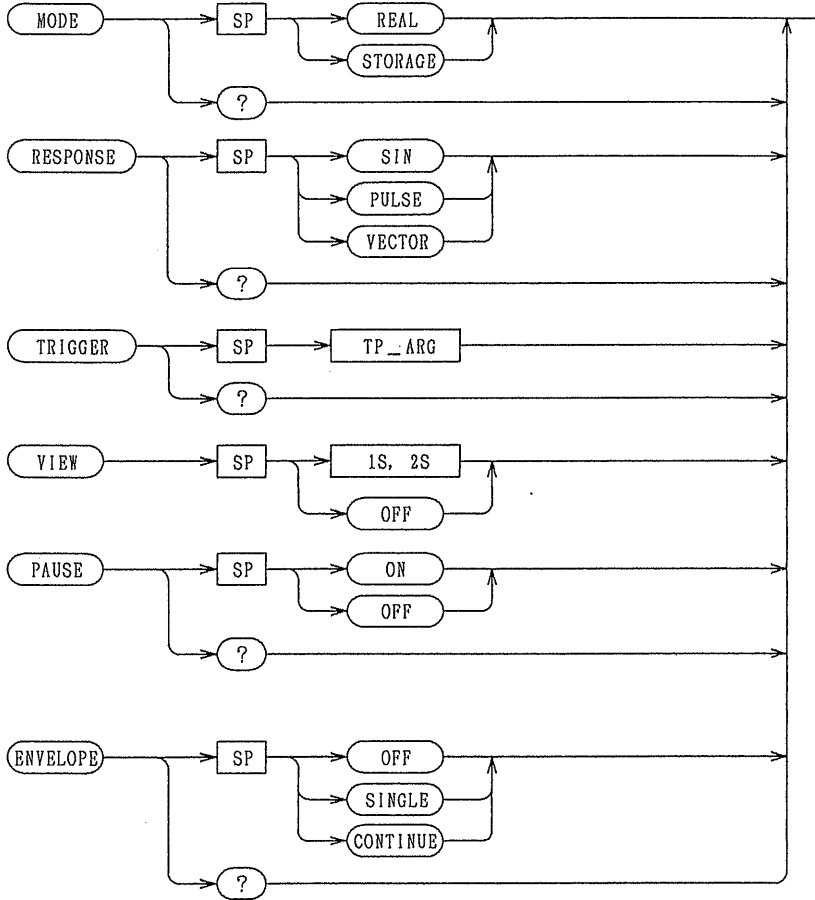 MODE SP REAL
STORAGE
?
RESPONSE SP SIN
PULSE
VECTOR
?
TRIGGER SP TP_ARG
?
VIEW SP 1S, 2S
OFF
PAUSE SP ON
OFF
?
ENVELOPE SP OFF
SINGLE
CONTINUE
?